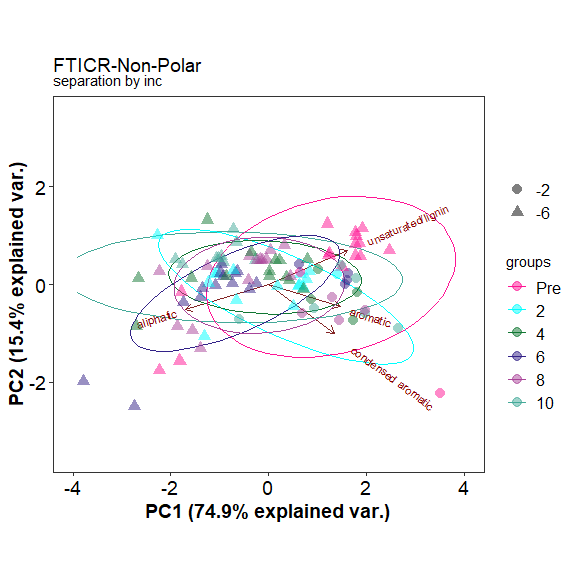 FTICR-Non-Polar
separation by inc
PC2 (15.4% explained var.)
2
0
-2
-4
-2
0
2
4
PC1 (74.9% explained var.)
unsaturated/lignin
aliphatic
aromatic
condensed aromatic
-2
-6
groups
Pre
2
4
6
8
10